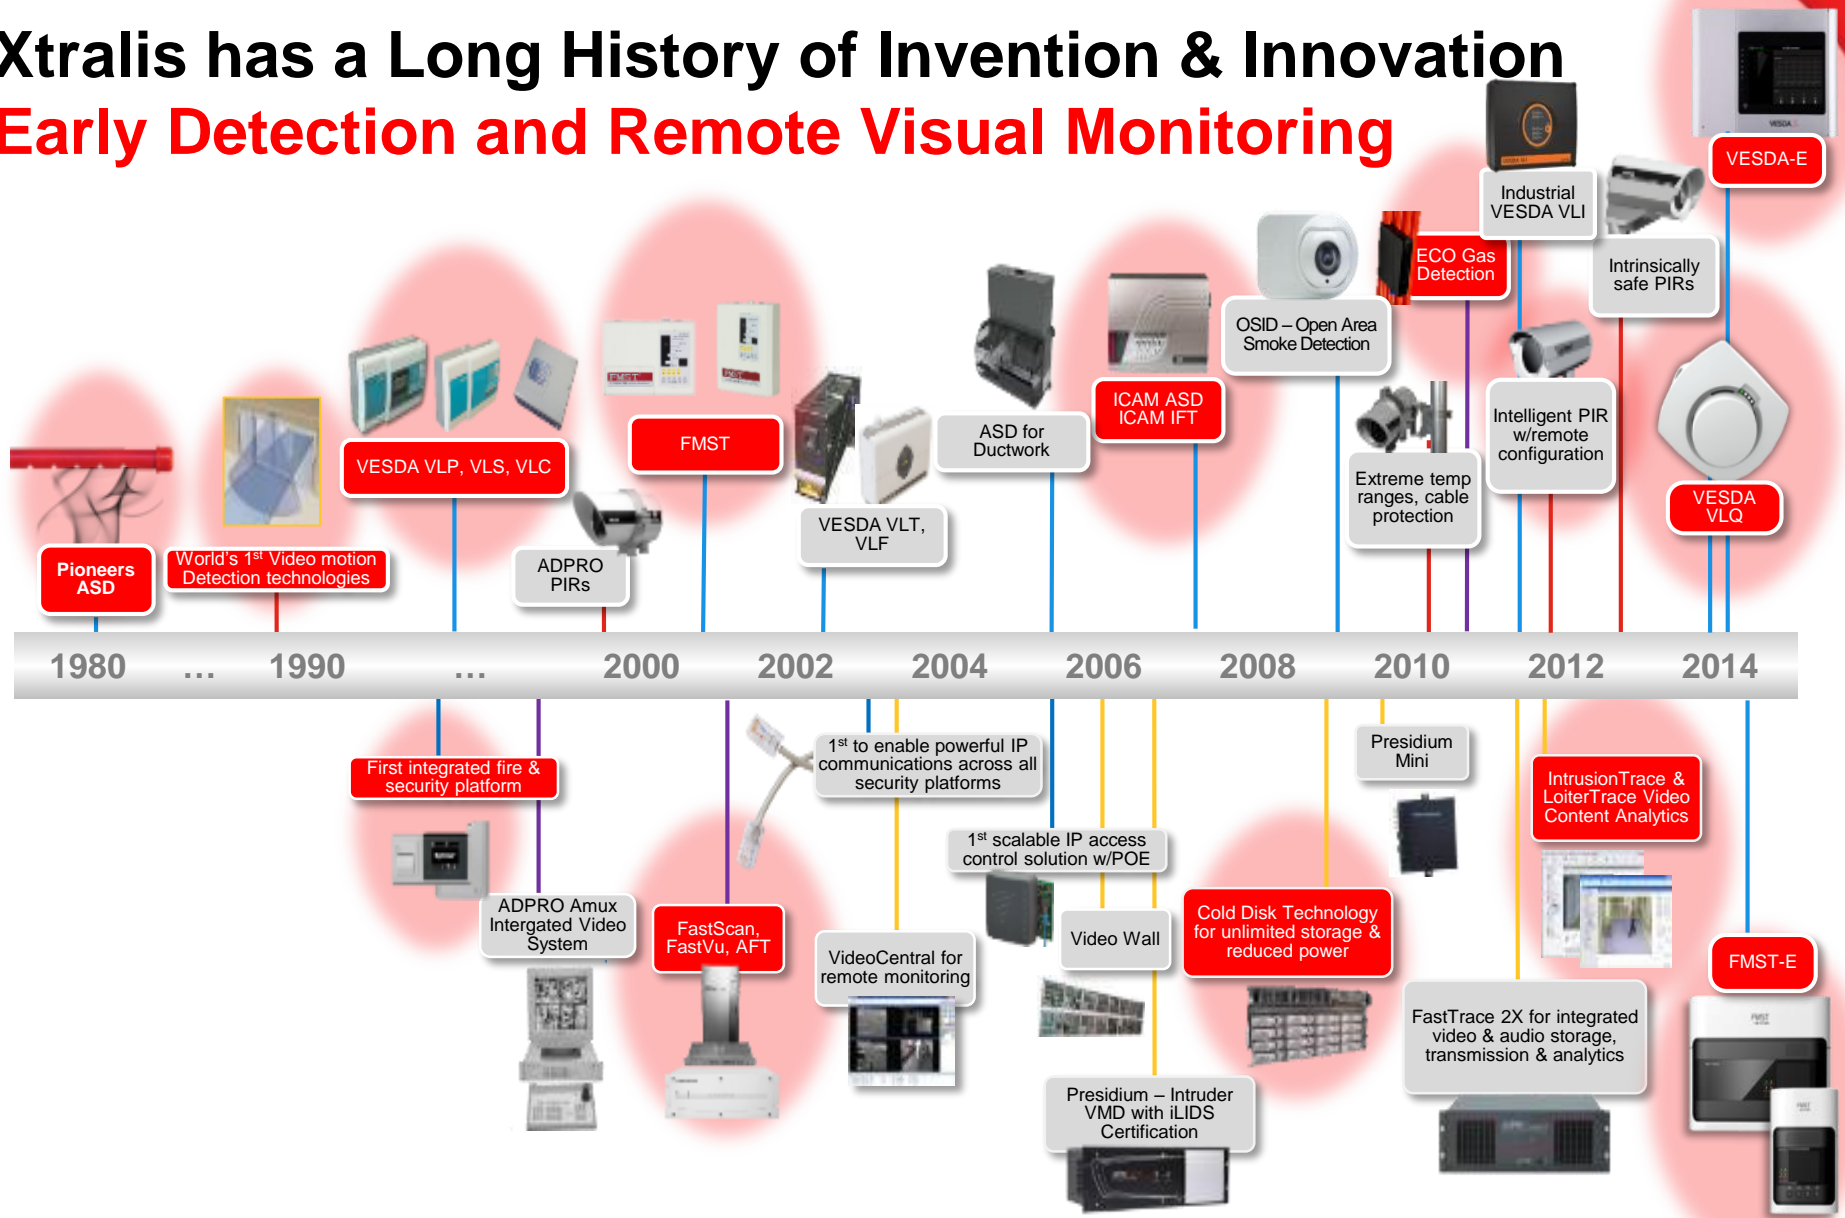 Xtralis has a Long History of Invention & Innovation
Early Detection and Remote Visual Monitoring
VESDA-E
Industrial
VESDA VLI
ECO Gas
Detection
Intrinsically
safe PIRs
OSID – Open Area
Smoke Detection
ICAM ASD
ICAM IFT
ASD for
Ductwork
FMST
VESDA VLP, VLS, VLC
Intelligent PIR
w/remote
configuration
Extreme temp
ranges, cable
protection
VESDA
VLQ
VESDA VLT,
VLF
ADPRO
PIRs
World's 1st Video motion
Detection technologies
Pioneers
ASD
1980 ... 1990 ... 2000 2002 2004 2006 2008 2010 2012 2014
First integrated fire &
security platform
1st to enable powerful IP
communications across all
security platforms
Presidium
Mini
IntrusionTrace &
LoiterTrace Video
Content Analytics
1st scalable IP access
control solution w/POE
ADPRO Amux
Intergated Video
System
FastScan,
FastVu, AFT
VideoCentral for
remote monitoring
Video Wall
Cold Disk Technology
for unlimited storage &
reduced power
FMST-E
FastTrace 2X for integrated
video & audio storage,
transmission & analytics
Presidium – Intruder
VMD with iLIDS
Certification